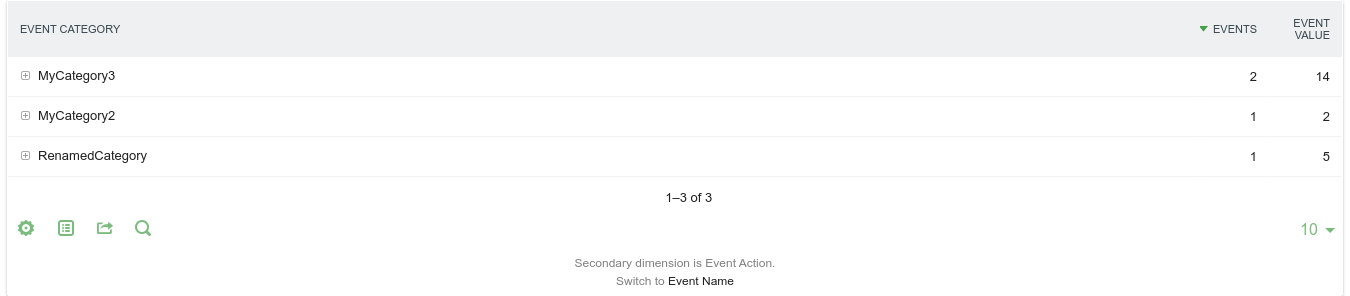 EVENT CATEGORY EVENTS EVENT VALUE
MyCategory3 2 14
MyCategory2 1 2
RenamedCategory 1 5
1–3 of 3
10
Secondary dimension is Event Action.
Switch to Event Name